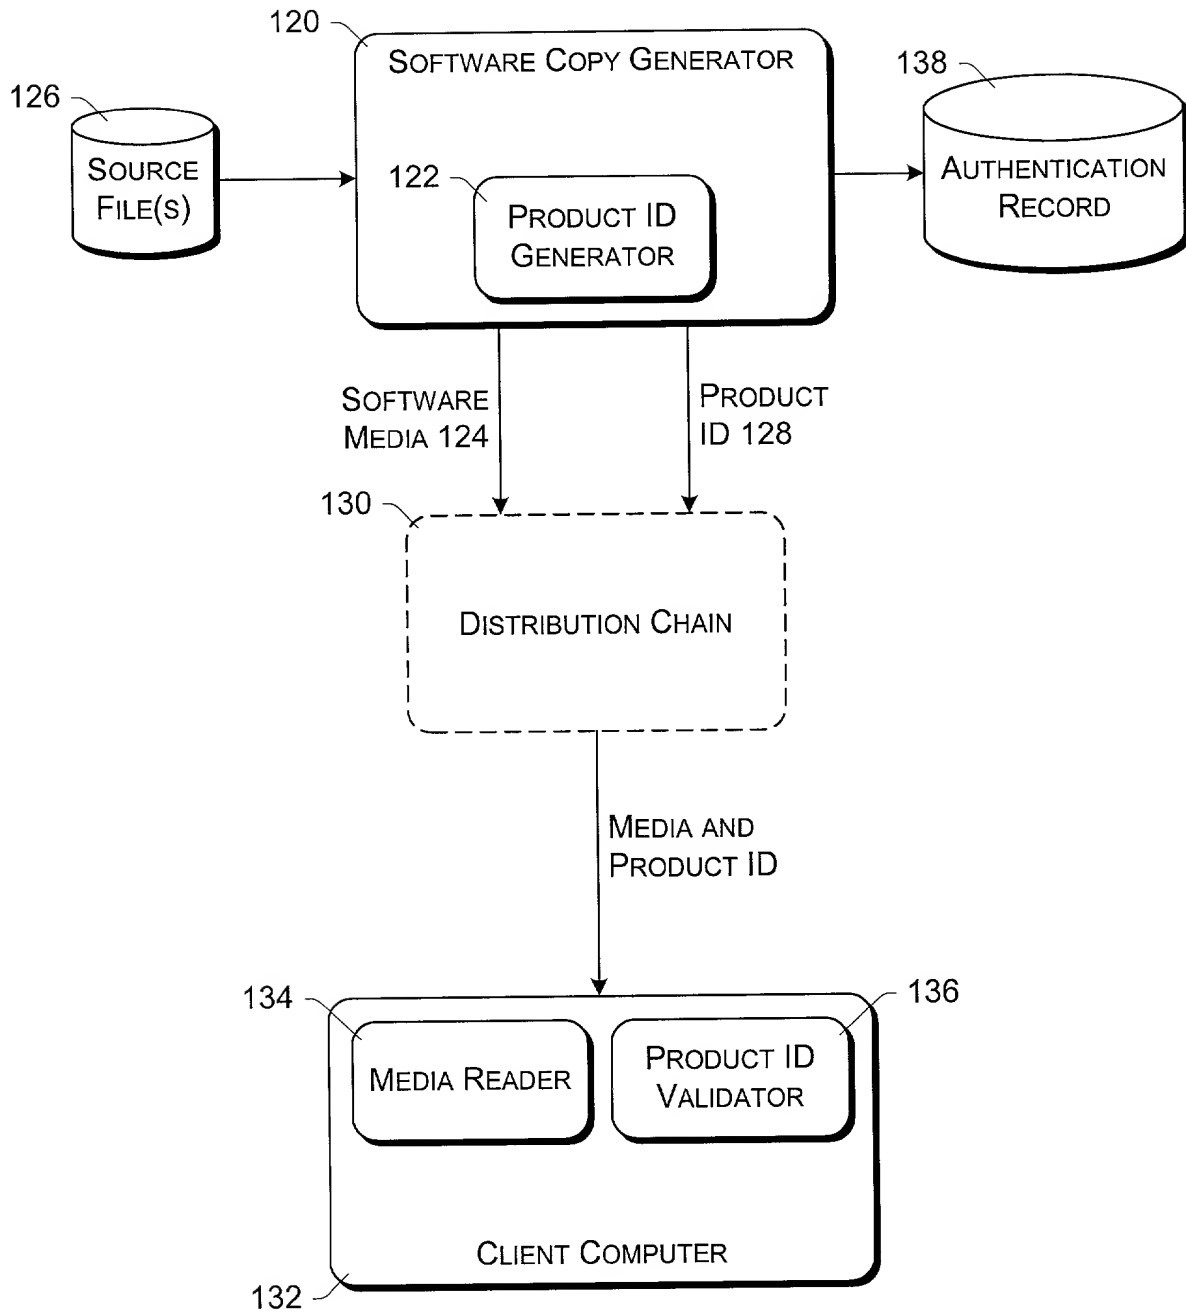 120
SOFTWARE COPY GENERATOR
138
126
SOURCE
FILE(S)
122
PRODUCT ID
GENERATOR
AUTHENTICATION
RECORD
SOFTWARE
MEDIA 124
PRODUCT
ID 128
130
DISTRIBUTION CHAIN
MEDIA AND
PRODUCT ID
134
136
MEDIA READER
PRODUCT ID
VALIDATOR
CLIENT COMPUTER
132